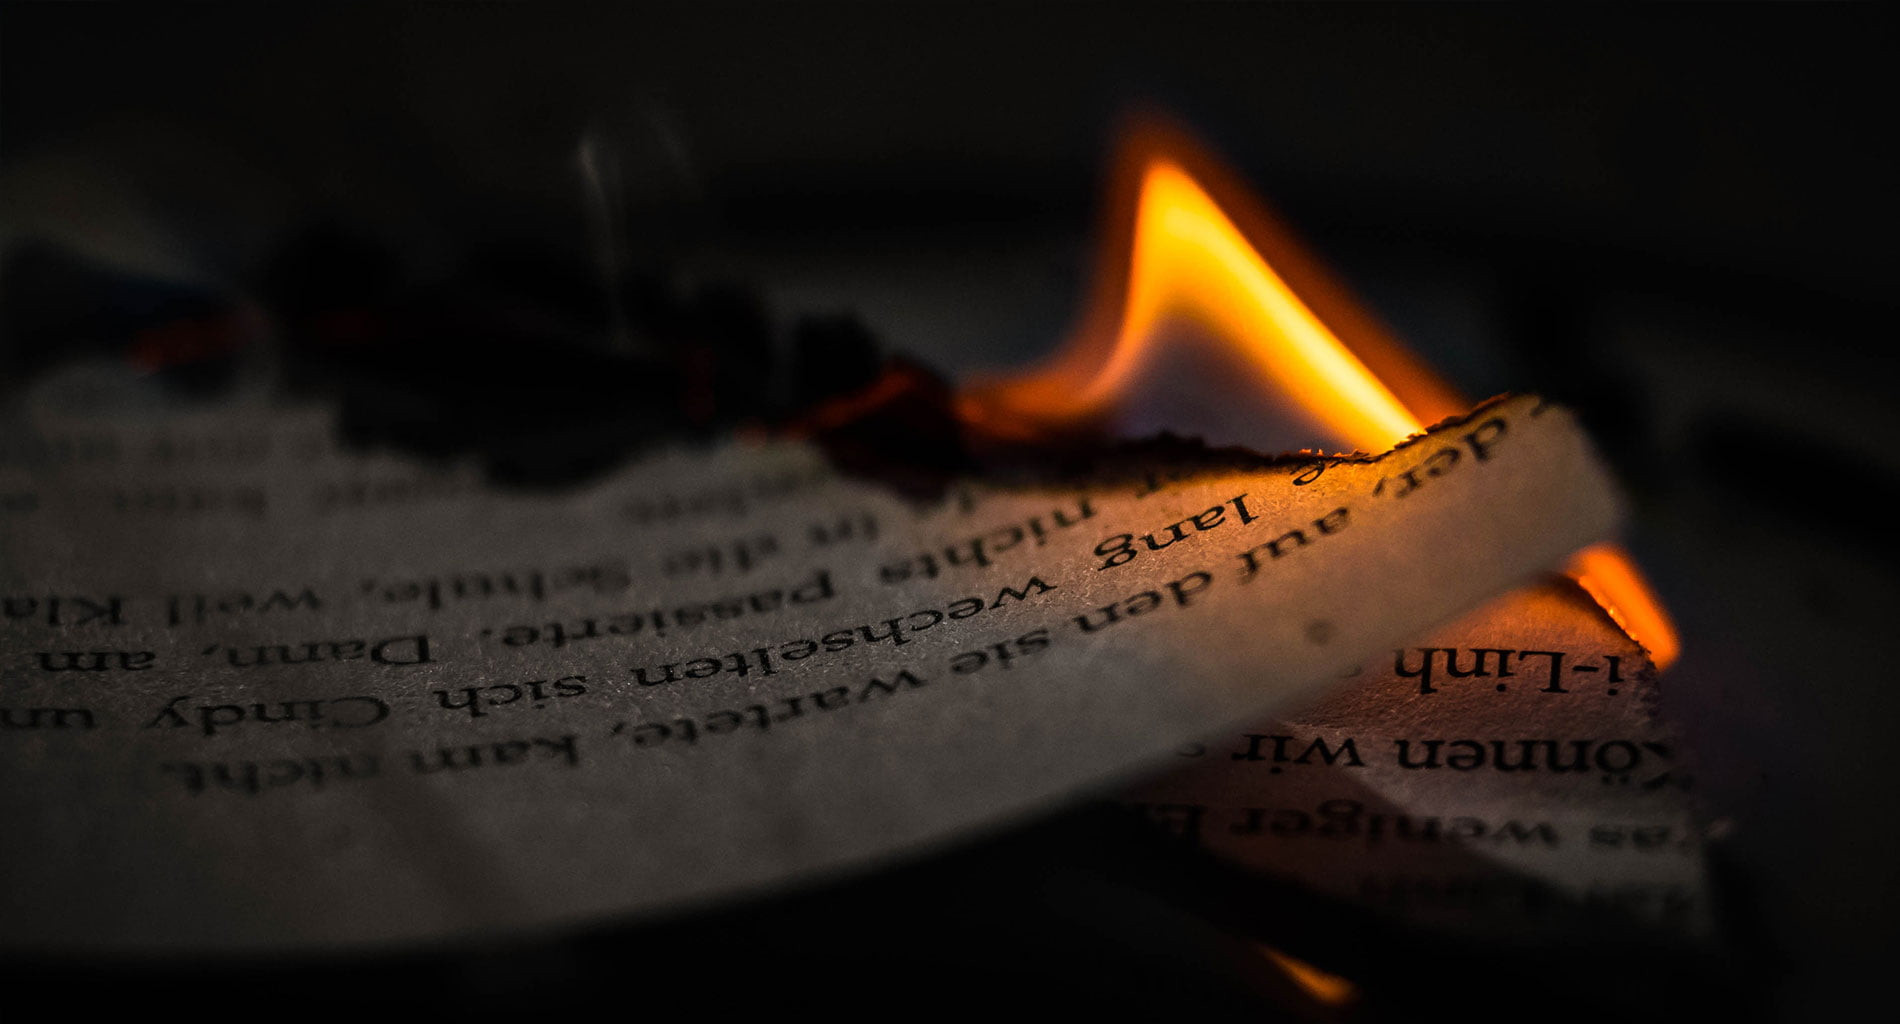 der, auf den sie wartete, kam nicht.
lang wechselten sich Cindy un
nichts passierte. Dann, am
in die Schule, weil Kla
as weniger E
önnen wir
i-Linh